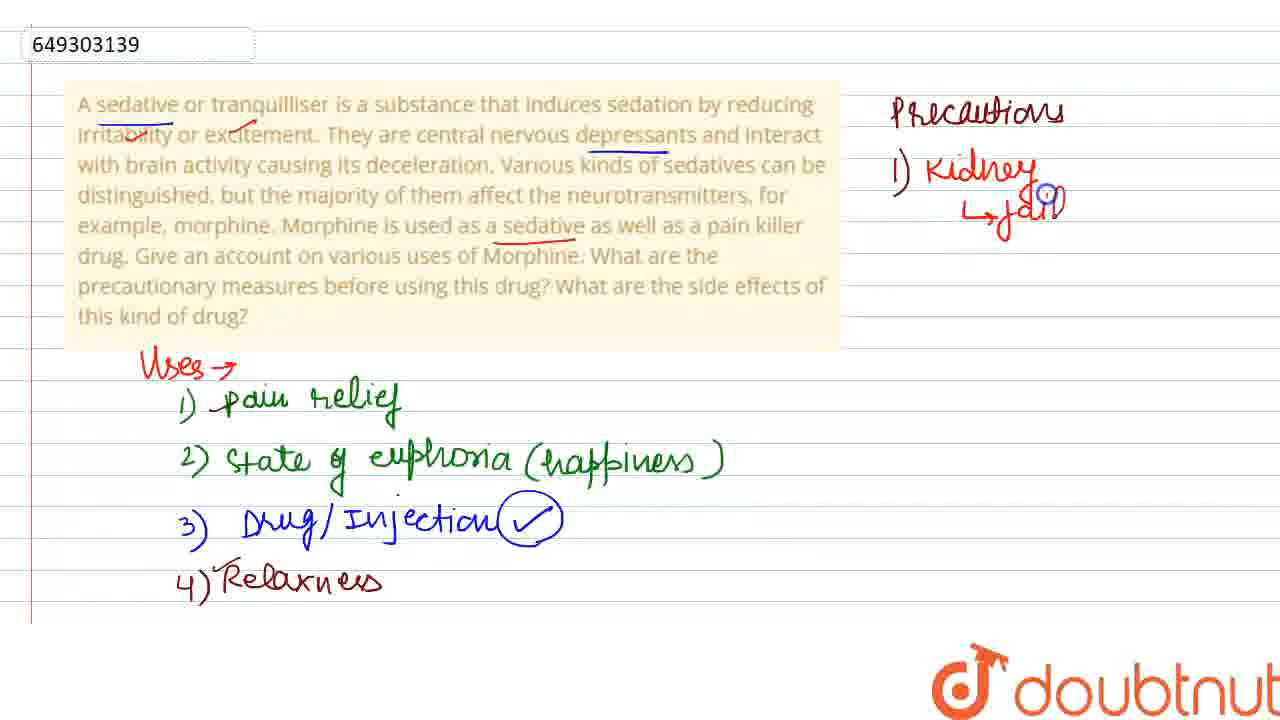 649303139
A sedative or tranquilliser is a substance that induces sedation by reducing
irritability or excitement. They are central nervous depressants and interact
with brain activity causing its deceleration. Various kinds of sedatives can be
distinguished, but the majority of them affect the neurotransmitters, for
example, morphine. Morphine is used as a sedative as well as a pain killer
drug. Give an account on various uses of Morphine. What are the
precautionary measures before using this drug? What are the side effects of
this kind of drug?
Uses →
1) Pain relief
2) State of euphoria (happiness)
3) Drug/Injection
4) Relaxness
Precautions
1) Kidney
↳ fail
doubtnut